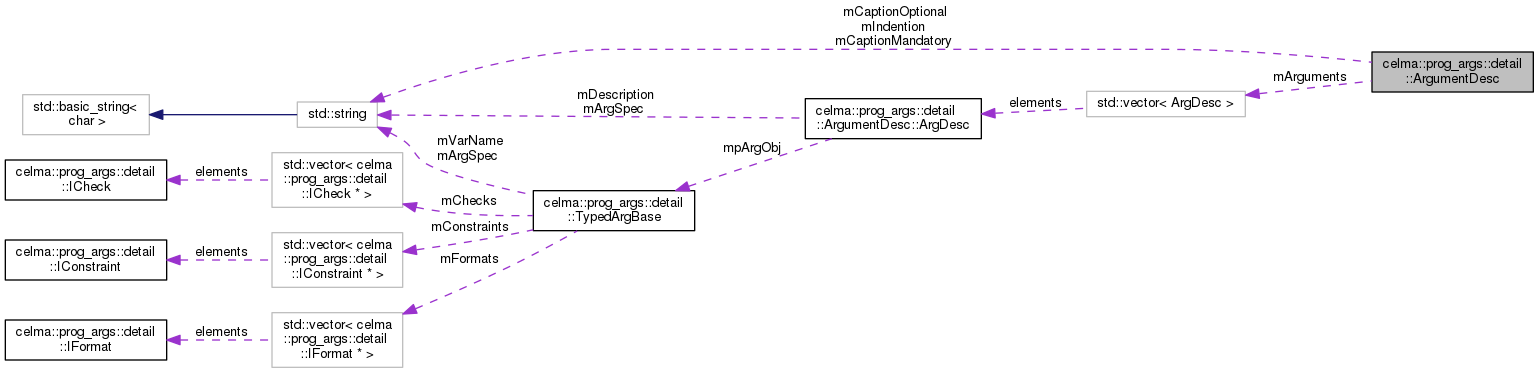 mCaptionOptional
mIndention
mCaptionMandatory
celma::prog_args::detail
::ArgumentDesc
mArguments
std::vector< ArgDesc >
elements
celma::prog_args::detail
::ArgumentDesc::ArgDesc
mDescription
mArgSpec
std::string
std::basic_string<
char >
mVarName
mArgSpec
mpArgObj
celma::prog_args::detail
::ICheck
elements
std::vector< celma
::prog_args::detail
::ICheck * >
mChecks
celma::prog_args::detail
::TypedArgBase
mConstraints
celma::prog_args::detail
::IConstraint
elements
std::vector< celma
::prog_args::detail
::IConstraint * >
mFormats
celma::prog_args::detail
::IFormat
elements
std::vector< celma
::prog_args::detail
::IFormat * >